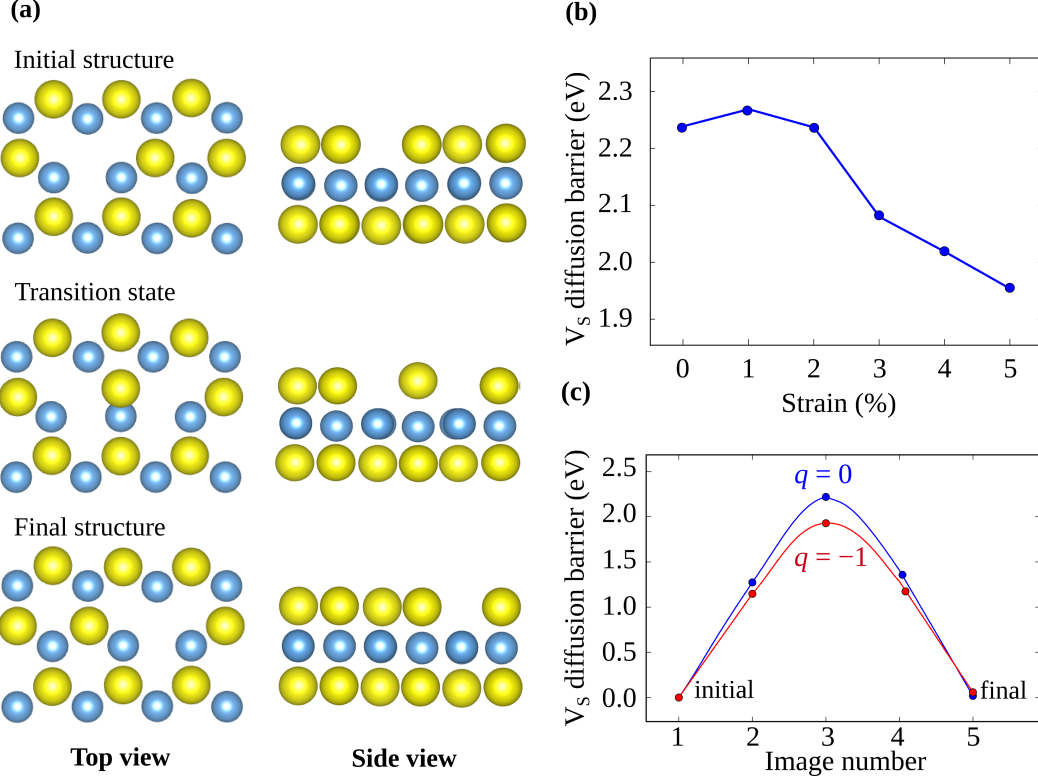 (a)
Initial structure
Transition state
Final structure
Top view
Side view
(b)
V_S diffusion barrier (eV)
2.3
2.2
2.1
2.0
1.9
0 1 2 3 4 5
Strain (%)
(c)
V_S diffusion barrier (eV)
2.5
2.0
1.5
1.0
0.5
0.0
q = 0
q = −1
initial
final
1 2 3 4 5
Image number